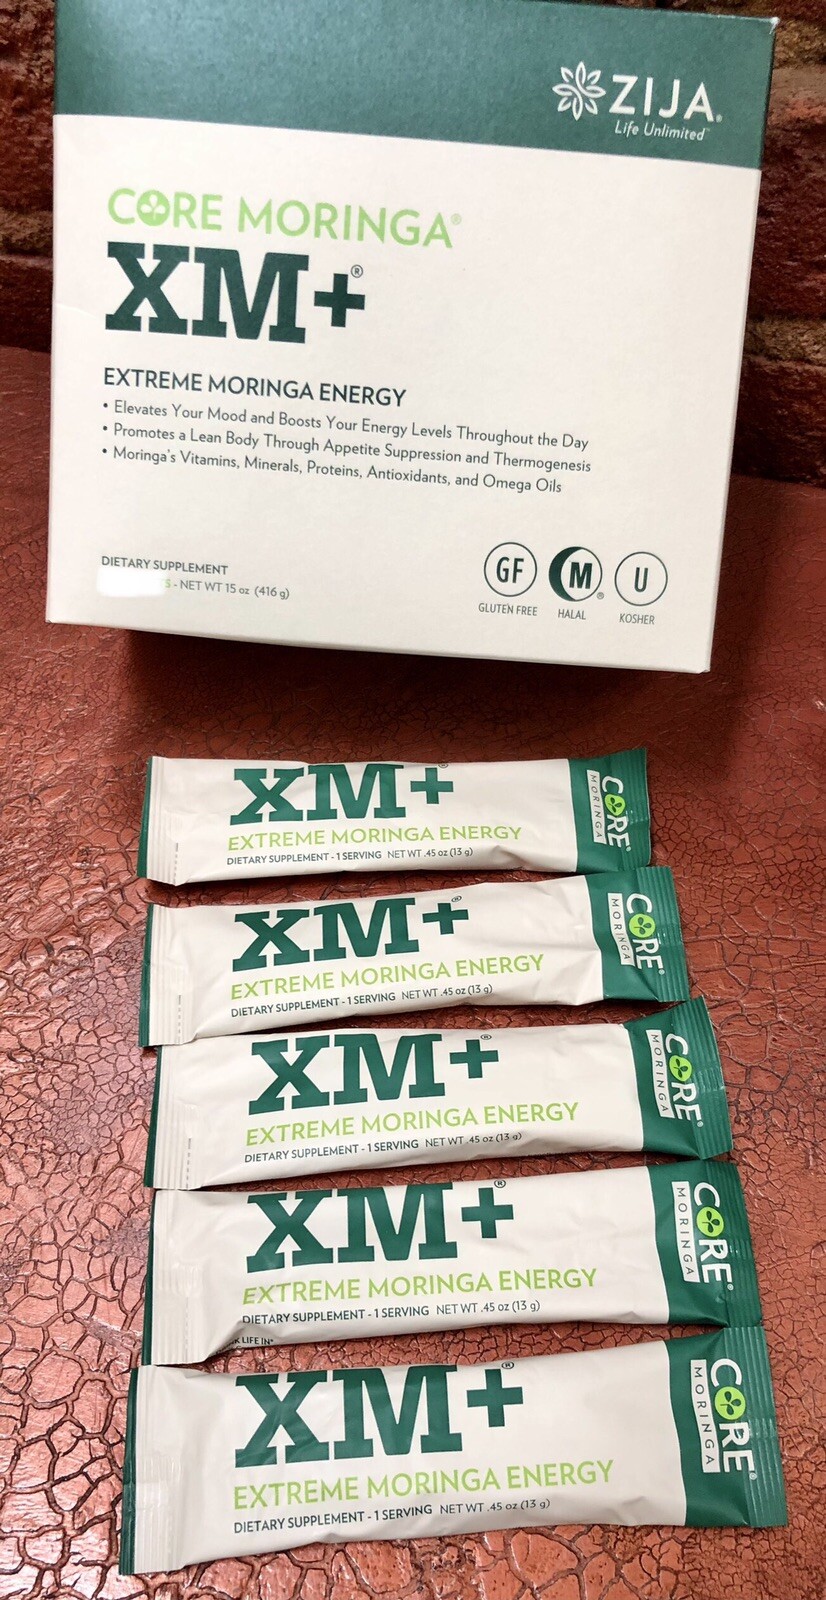 ZIJA®
Life Unlimited™
CORE MORINGA®
XM+®
EXTREME MORINGA ENERGY
• Elevates Your Mood and Boosts Your Energy Levels Throughout the Day
• Promotes a Lean Body Through Appetite Suppression and Thermogenesis
• Moringa's Vitamins, Minerals, Proteins, Antioxidants, and Omega Oils
DIETARY SUPPLEMENT
S - NET WT 15 oz (416 g)
GF
GLUTEN FREE
M®
HALAL
U
KOSHER
XM+
EXTREME MORINGA ENERGY
DIETARY SUPPLEMENT - 1 SERVING NET WT .45 oz (13 g)
CORE®
MORINGA
XM+®
EXTREME MORINGA ENERGY
DIETARY SUPPLEMENT - 1 SERVING NET WT .45 oz (13 g)
CORE®
MORINGA
XM+®
EXTREME MORINGA ENERGY
DIETARY SUPPLEMENT - 1 SERVING NET WT .45 oz (13 g)
CORE®
MORINGA
XM+®
EXTREME MORINGA ENERGY
DIETARY SUPPLEMENT - 1 SERVING NET WT .45 oz (13 g)
LIFE IN*
CORE®
MORINGA
XM+®
EXTREME MORINGA ENERGY
DIETARY SUPPLEMENT - 1 SERVING NET WT .45 oz (13 g)
CORE®
MORINGA